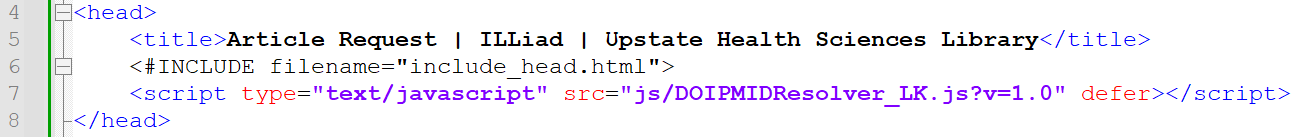 4 <head>
5 <title>Article Request | ILLiad | Upstate Health Sciences Library</title>
6 <#INCLUDE filename="include_head.html">
7 <script type="text/javascript" src="js/DOIPMIDResolver_LK.js?v=1.0" defer></script>
8 </head>